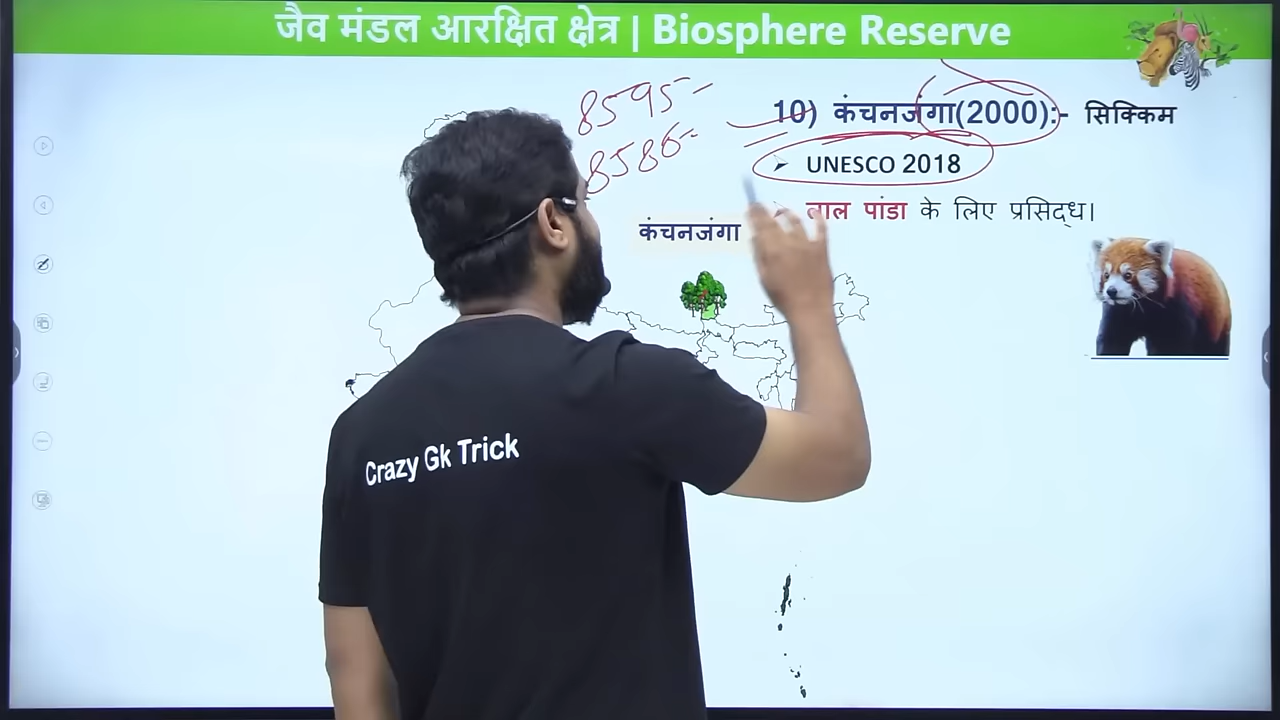 जैव मंडल आरक्षित क्षेत्र | Biosphere Reserve
8595-
8586-
10) कंचनजंगा(2000):- सिक्किम
➤ UNESCO 2018
लाल पांडा के लिए प्रसिद्ध।
कंचनजंगा
Crazy Gk Trick